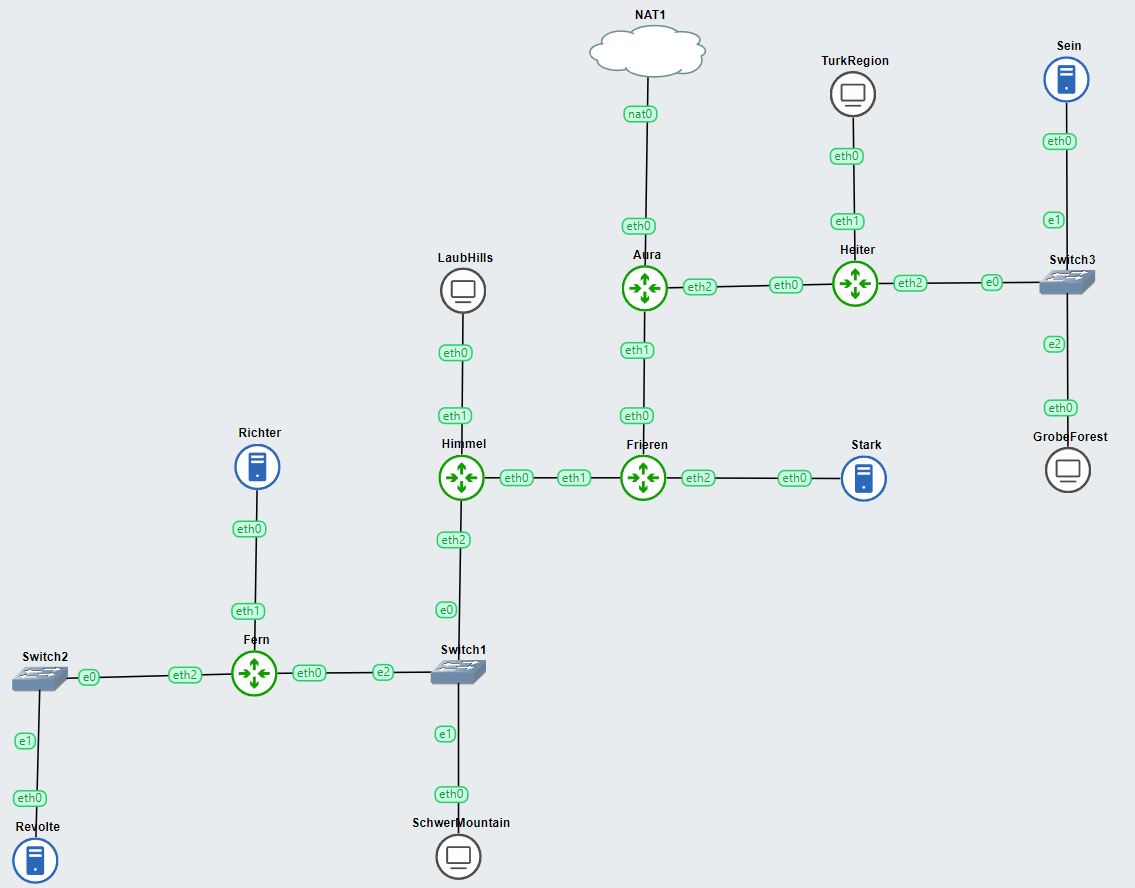 NAT1
Sein
TurkRegion
nat0
eth0
eth0
e1
eth1
eth0
Heiter
Aura
LaubHills
Switch3
eth2
eth0
eth2
e0
e2
eth1
eth0
eth0
eth1
eth0
Richter
GrobeForest
Himmel
Frieren
Stark
eth0
eth1
eth2
eth0
eth0
eth2
eth1
e0
Fern
Switch1
Switch2
e0
eth2
eth0
e2
e1
e1
eth0
eth0
Revolte
SchwerMountain